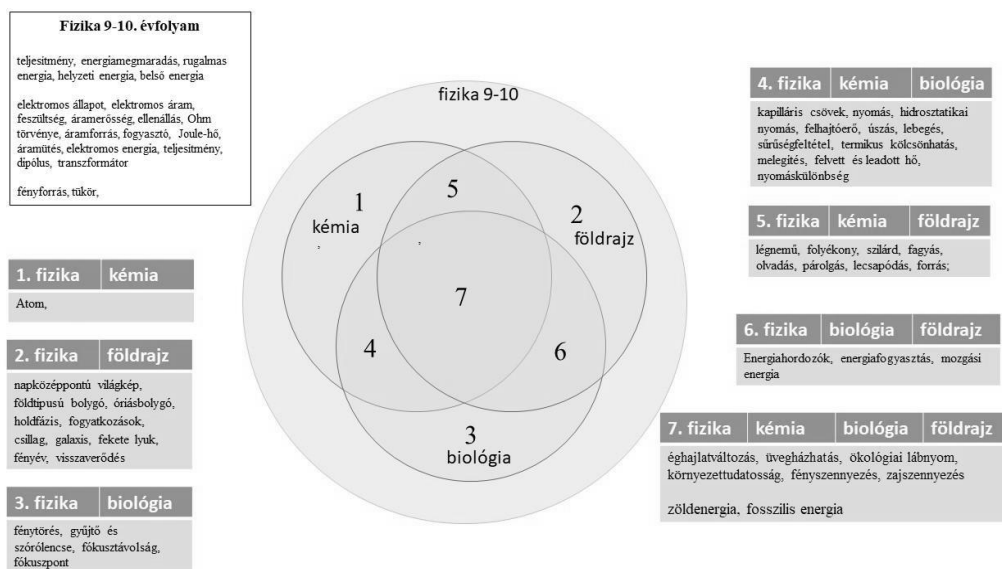 Fizika 9-10. évfolyam
teljesítmény, energiamegmaradás, rugalmas
energia, helyzeti energia, belső energia
elektromos állapot, elektromos áram,
feszültség, áramerősség, ellenállás, Ohm
törvénye, áramforrás, fogyasztó, Joule-hő,
áramütés, elektromos energia, teljesítmény,
dipólus, transzformátor
fényforrás, tükör,
1. fizika kémia
Atom,
2. fizika földrajz
napközéppontú világkép,
földtípusú bolygó, óriásbolygó,
holdfázis, fogyatkozások,
csillag, galaxis, fekete lyuk,
fényév, visszaverődés
3. fizika biológia
fénytörés, gyűjtő és
szórólencse, fókusztávolság,
fókuszpont
fizika 9-10
1
kémia
,
5
,
2
földrajz
7
4
6
3
biológia
4. fizika kémia biológia
kapilláris csövek, nyomás, hidrosztatikai
nyomás, felhajtóerő, úszás, lebegés,
sűrűségfeltétel, termikus kölcsönhatás,
melegítés, felvett és leadott hő,
nyomáskülönbség
5. fizika kémia földrajz
légnemű, folyékony, szilárd, fagyás,
olvadás, párolgás, lecsapódás, forrás;
6. fizika biológia földrajz
Energiahordozók, energiafogyasztás, mozgási
energia
7. fizika kémia biológia földrajz
éghajlatváltozás, üvegházhatás, ökológiai lábnyom,
környezettudatosság, fényszennyezés, zajszennyezés
zöldenergia, fosszilis energia